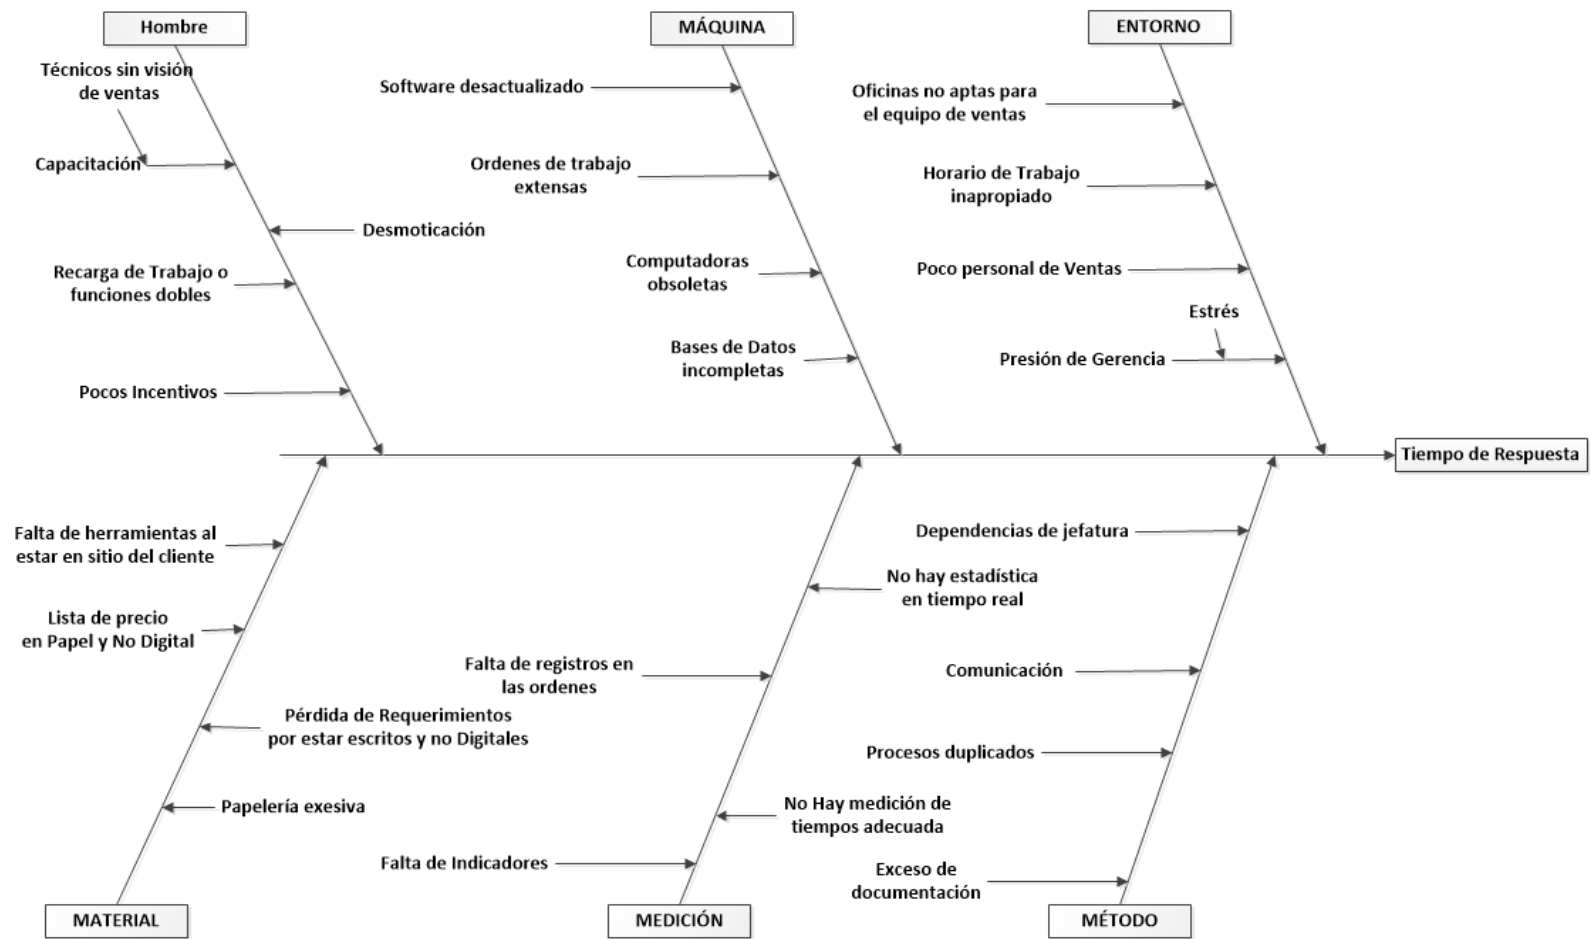 Hombre
MÁQUINA
ENTORNO
Técnicos sin visión
de ventas
Capacitación
Desmoticación
Recarga de Trabajo o
funciones dobles
Pocos Incentivos
Software desactualizado
Ordenes de trabajo
extensas
Computadoras
obsoletas
Bases de Datos
incompletas
Oficinas no aptas para
el equipo de ventas
Horario de Trabajo
inapropiado
Poco personal de Ventas
Estrés
Presión de Gerencia
Tiempo de Respuesta
Falta de herramientas al
estar en sitio del cliente
Lista de precio
en Papel y No Digital
Pérdida de Requerimientos
por estar escritos y no Digitales
Papelería exesiva
No hay estadística
en tiempo real
Falta de registros en
las ordenes
No Hay medición de
tiempos adecuada
Falta de Indicadores
Dependencias de jefatura
Comunicación
Procesos duplicados
Exceso de
documentación
MATERIAL
MEDICIÓN
MÉTODO